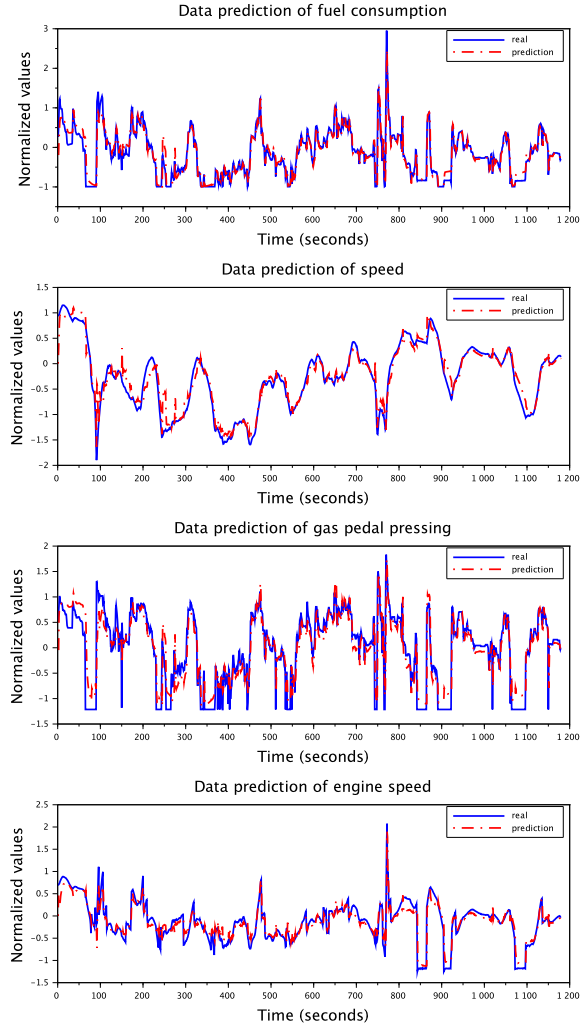 Data prediction of fuel consumption
3
real
prediction
2
1
0
-1
Normalized values
0 100 200 300 400 500 600 700 800 900 1 000 1 100 1 200
Time (seconds)
Data prediction of speed
1.5
real
prediction
1
0.5
0
-0.5
-1
-1.5
-2
Normalized values
0 100 200 300 400 500 600 700 800 900 1 000 1 100 1 200
Time (seconds)
Data prediction of gas pedal pressing
2
real
prediction
1.5
1
0.5
0
-0.5
-1
-1.5
Normalized values
0 100 200 300 400 500 600 700 800 900 1 000 1 100 1 200
Time (seconds)
Data prediction of engine speed
2.5
real
prediction
2
1.5
1
0.5
0
-0.5
-1
-1.5
Normalized values
0 100 200 300 400 500 600 700 800 900 1 000 1 100 1 200
Time (seconds)